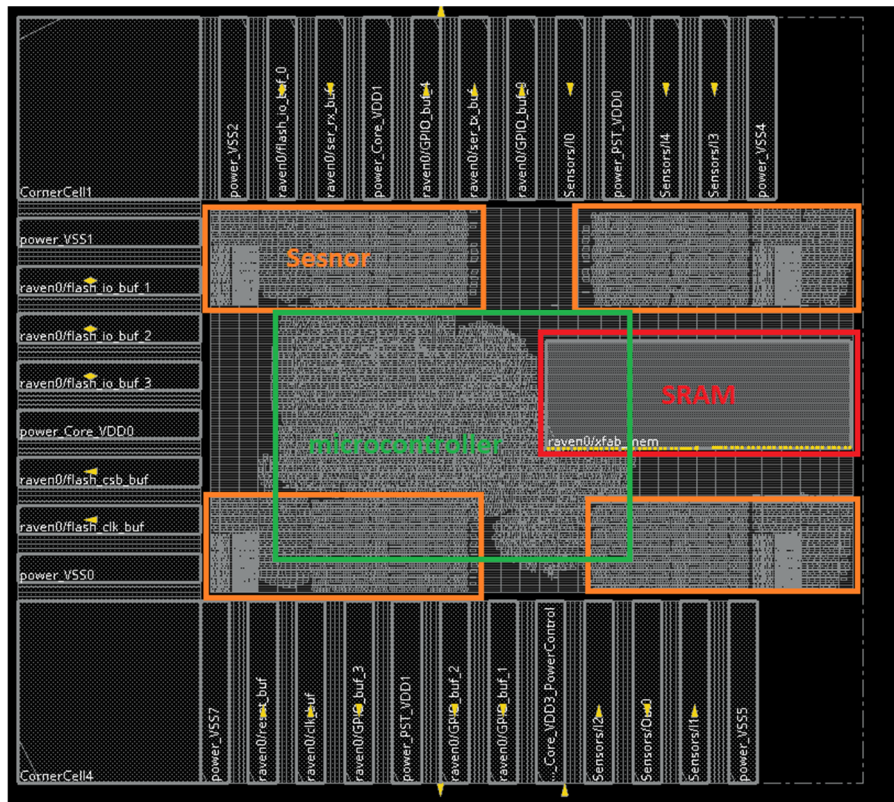 power_VSS2
raven0/flash_io_buf_0
raven0/ser_rx_buf
power_Core_VDD1
raven0/GPIO_buf_4
raven0/ser_tx_buf
raven0/GPIO_buf_0
Sensors/I0
power_PST_VDD0
Sensors/I4
Sensors/I3
power_VSS4
CornerCell1
power_VSS1
raven0/flash_io_buf_1
raven0/flash_io_buf_2
raven0/flash_io_buf_3
power_Core_VDD0
raven0/flash_csb_buf
raven0/flash_clk_buf
power_VSS0
Sesnor
SRAM
raven0/xfab_mem
microcontroller
power_VSS7
raven0/reset_buf
raven0/clk_buf
raven0/GPIO_buf_3
power_PST_VDD1
raven0/GPIO_buf_2
raven0/GPIO_buf_1
..._Core_VDD3_PowerControl
Sensors/I2
Sensors/Out0
Sensors/I1
power_VSS5
CornerCell4